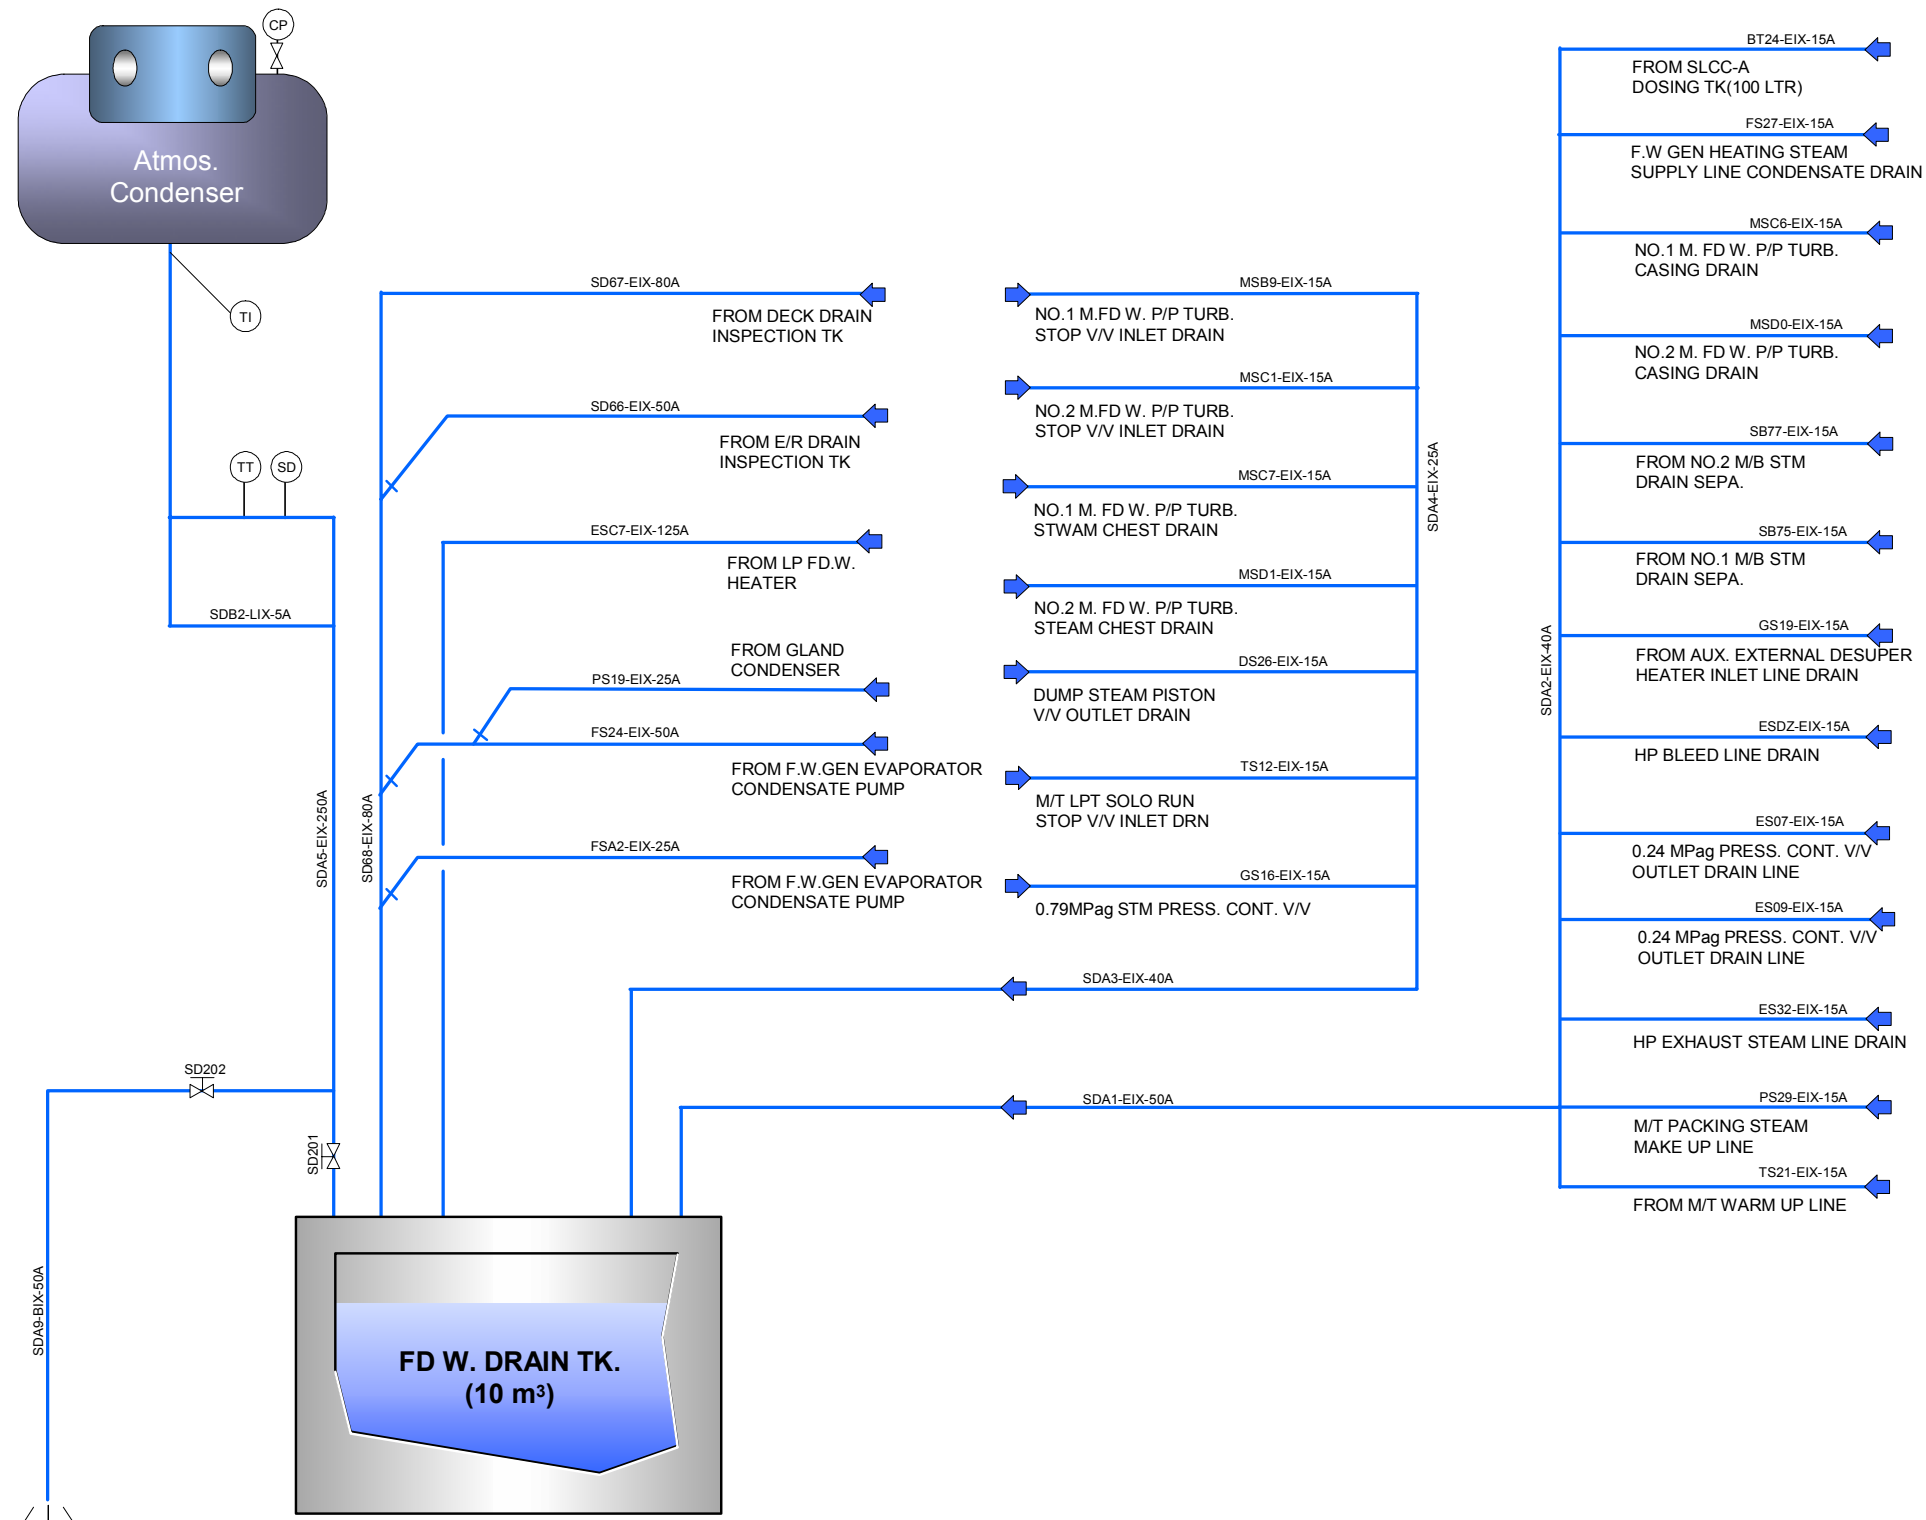 CP
Atmos.
Condenser
TI
TT
SD
SDB2-LIX-5A
SDA5-EIX-250A
SD202
SD201
SDA9-BIX-50A
SD67-EIX-80A
FROM DECK DRAIN
INSPECTION TK
SD66-EIX-50A
FROM E/R DRAIN
INSPECTION TK
ESC7-EIX-125A
FROM LP FD.W.
HEATER
FROM GLAND
CONDENSER
PS19-EIX-25A
FS24-EIX-50A
FROM F.W.GEN EVAPORATOR
CONDENSATE PUMP
SD68-EIX-80A
FSA2-EIX-25A
FROM F.W.GEN EVAPORATOR
CONDENSATE PUMP
MSB9-EIX-15A
NO.1 M.FD W. P/P TURB.
STOP V/V INLET DRAIN
MSC1-EIX-15A
NO.2 M.FD W. P/P TURB.
STOP V/V INLET DRAIN
MSC7-EIX-15A
NO.1 M. FD W. P/P TURB.
STWAM CHEST DRAIN
SDA4-EIX-25A
MSD1-EIX-15A
NO.2 M. FD W. P/P TURB.
STEAM CHEST DRAIN
DS26-EIX-15A
DUMP STEAM PISTON
V/V OUTLET DRAIN
TS12-EIX-15A
M/T LPT SOLO RUN
STOP V/V INLET DRN
GS16-EIX-15A
0.79MPag STM PRESS. CONT. V/V
SDA3-EIX-40A
SDA1-EIX-50A
BT24-EIX-15A
FROM SLCC-A
DOSING TK(100 LTR)
FS27-EIX-15A
F.W GEN HEATING STEAM
SUPPLY LINE CONDENSATE DRAIN
MSC6-EIX-15A
NO.1 M. FD W. P/P TURB.
CASING DRAIN
MSD0-EIX-15A
NO.2 M. FD W. P/P TURB.
CASING DRAIN
SB77-EIX-15A
FROM NO.2 M/B STM
DRAIN SEPA.
SB75-EIX-15A
FROM NO.1 M/B STM
DRAIN SEPA.
SDA2-EIX-40A
GS19-EIX-15A
FROM AUX. EXTERNAL DESUPER
HEATER INLET LINE DRAIN
ESDZ-EIX-15A
HP BLEED LINE DRAIN
ES07-EIX-15A
0.24 MPag PRESS. CONT. V/V
OUTLET DRAIN LINE
ES09-EIX-15A
0.24 MPag PRESS. CONT. V/V
OUTLET DRAIN LINE
ES32-EIX-15A
HP EXHAUST STEAM LINE DRAIN
PS29-EIX-15A
M/T PACKING STEAM
MAKE UP LINE
TS21-EIX-15A
FROM M/T WARM UP LINE
FD W. DRAIN TK.
(10 m³)